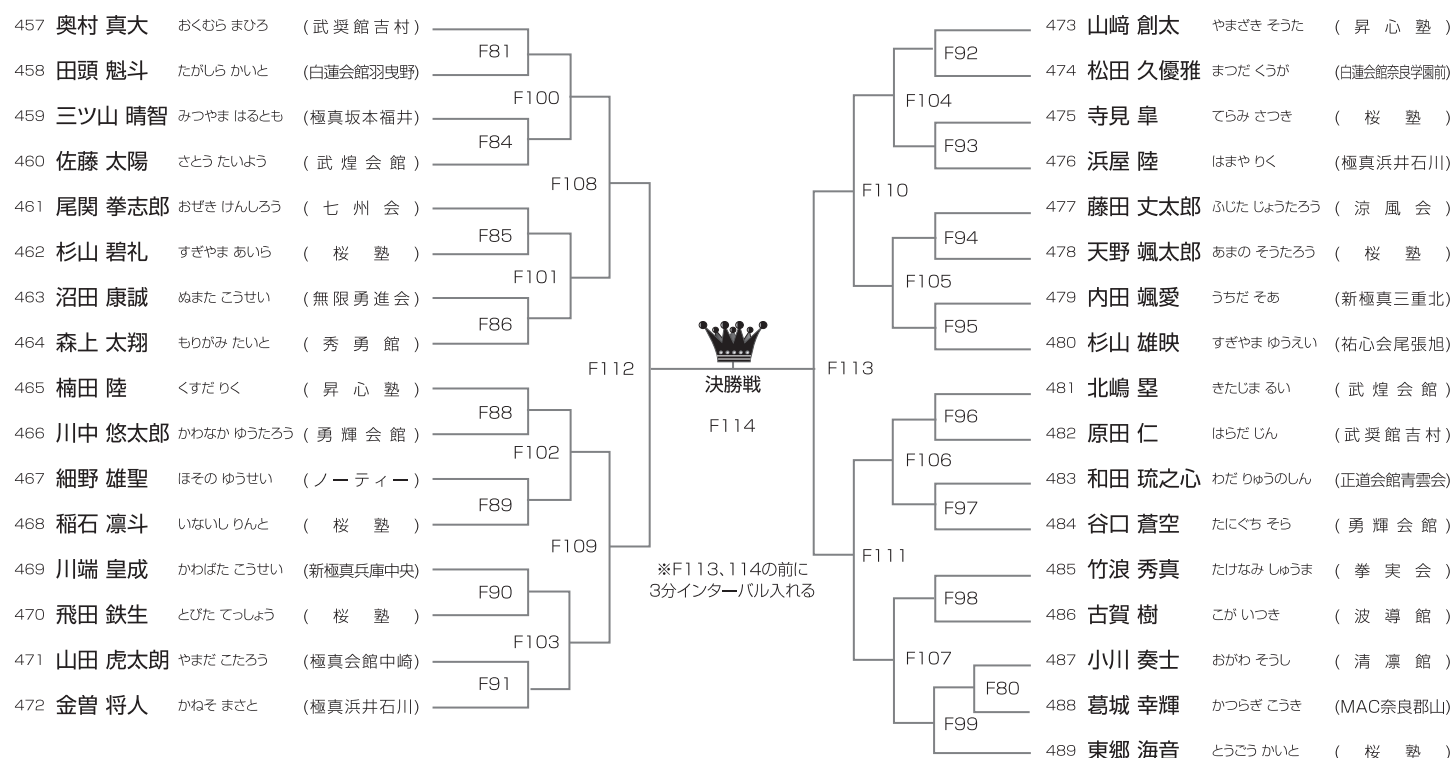 457 奥村 真大 おくむら まひろ (武奨館吉村)
458 田頭 魁斗 たがしら かいと (白蓮会館羽曳野)
459 三ツ山 晴智 みつやま はるとも (極真坂本福井)
460 佐藤 太陽 さとう たいよう (武煌会館)
461 尾関 拳志郎 おぜき けんしろう (七州会)
462 杉山 碧礼 すぎやま あいら (桜塾)
463 沼田 康誠 ぬまた こうせい (無限勇進会)
464 森上 太翔 もりがみ たいと (秀勇館)
465 楠田 陸 くすだ りく (昇心塾)
466 川中 悠太郎 かわなか ゆうたろう (勇輝会館)
467 細野 雄聖 ほその ゆうせい (ノーティー)
468 稲石 凛斗 いないし りんと (桜塾)
469 川端 皇成 かわばた こうせい (新極真兵庫中央)
470 飛田 鉄生 とびた てっしょう (桜塾)
471 山田 虎太朗 やまだ こたろう (極真会館中崎)
472 金曽 将人 かねそ まさと (極真浜井石川)
F81
F84
F85
F86
F88
F89
F90
F91
F100
F101
F102
F103
F108
F109
F112
決勝戦
F114
※F113、114の前に
3分インターバル入れる
F113
F110
F111
F104
F105
F106
F107
F92
F93
F94
F95
F96
F97
F98
F99
F80
473 山﨑 創太 やまざき そうた (昇心塾)
474 松田 久優雅 まつだ くうが (白蓮会館奈良学園前)
475 寺見 皐 てらみ さつき (桜塾)
476 浜屋 陸 はまや りく (極真浜井石川)
477 藤田 丈太郎 ふじた じょうたろう (涼風会)
478 天野 颯太郎 あまの そうたろう (桜塾)
479 内田 颯愛 うちだ そあ (新極真三重北)
480 杉山 雄映 すぎやま ゆうえい (祐心会尾張旭)
481 北嶋 塁 きたじま るい (武煌会館)
482 原田 仁 はらだ じん (武奨館吉村)
483 和田 琉之心 わだ りゅうのしん (正道会館青雲会)
484 谷口 蒼空 たにぐち そら (勇輝会館)
485 竹浪 秀真 たけなみ しゅうま (拳実会)
486 古賀 樹 こが いつき (波導館)
487 小川 奏士 おがわ そうし (清凛館)
488 葛城 幸輝 かつらぎ こうき (MAC奈良郡山)
489 東郷 海音 とうごう かいと (桜塾)